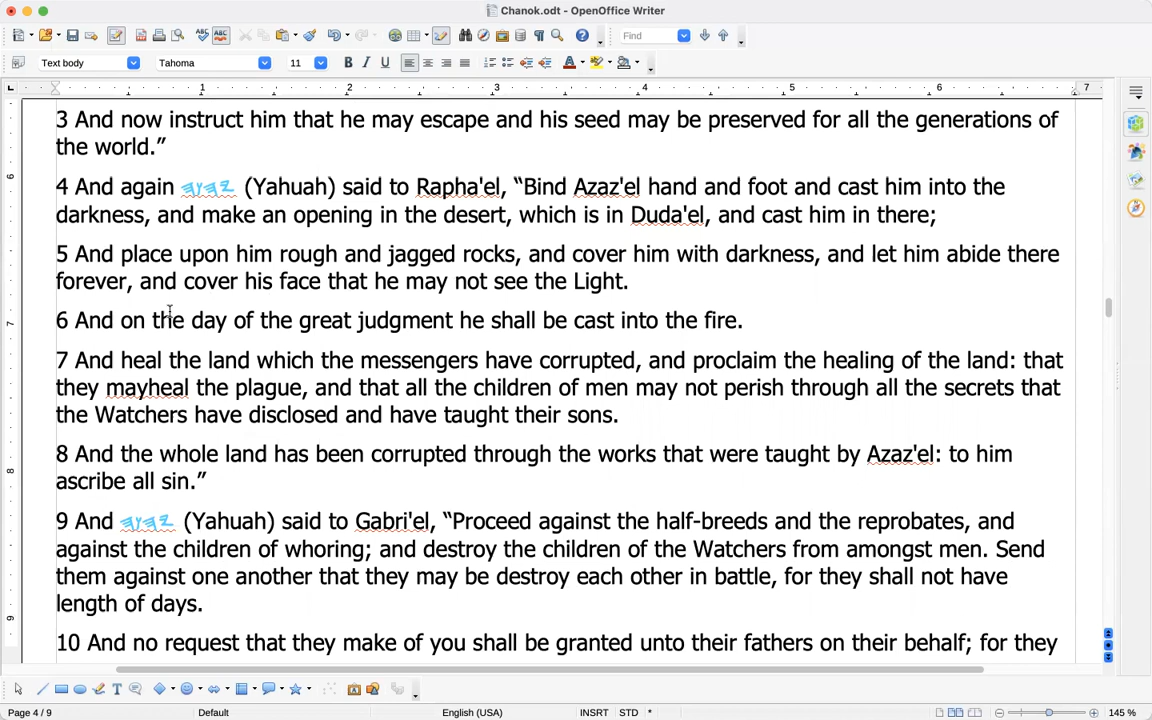 Chanok.odt - OpenOffice Writer
Find
Text body Tahoma 11
1 2 3 4 5 6 7
3 And now instruct him that he may escape and his seed may be preserved for all the generations of
the world.”
4 And again 𐤉𐤄𐤅𐤄 (Yahuah) said to Rapha'el, “Bind Azaz'el hand and foot and cast him into the
darkness, and make an opening in the desert, which is in Duda'el, and cast him in there;
5 And place upon him rough and jagged rocks, and cover him with darkness, and let him abide there
forever, and cover his face that he may not see the Light.
6 And on the day of the great judgment he shall be cast into the fire.
7 And heal the land which the messengers have corrupted, and proclaim the healing of the land: that
they mayheal the plague, and that all the children of men may not perish through all the secrets that
the Watchers have disclosed and have taught their sons.
8 And the whole land has been corrupted through the works that were taught by Azaz'el: to him
ascribe all sin.”
9 And 𐤉𐤄𐤅𐤄 (Yahuah) said to Gabri'el, “Proceed against the half-breeds and the reprobates, and
against the children of whoring; and destroy the children of the Watchers from amongst men. Send
them against one another that they may be destroy each other in battle, for they shall not have
length of days.
10 And no request that they make of you shall be granted unto their fathers on their behalf; for they
Page 4 / 9 Default English (USA) INSRT STD * 145 %